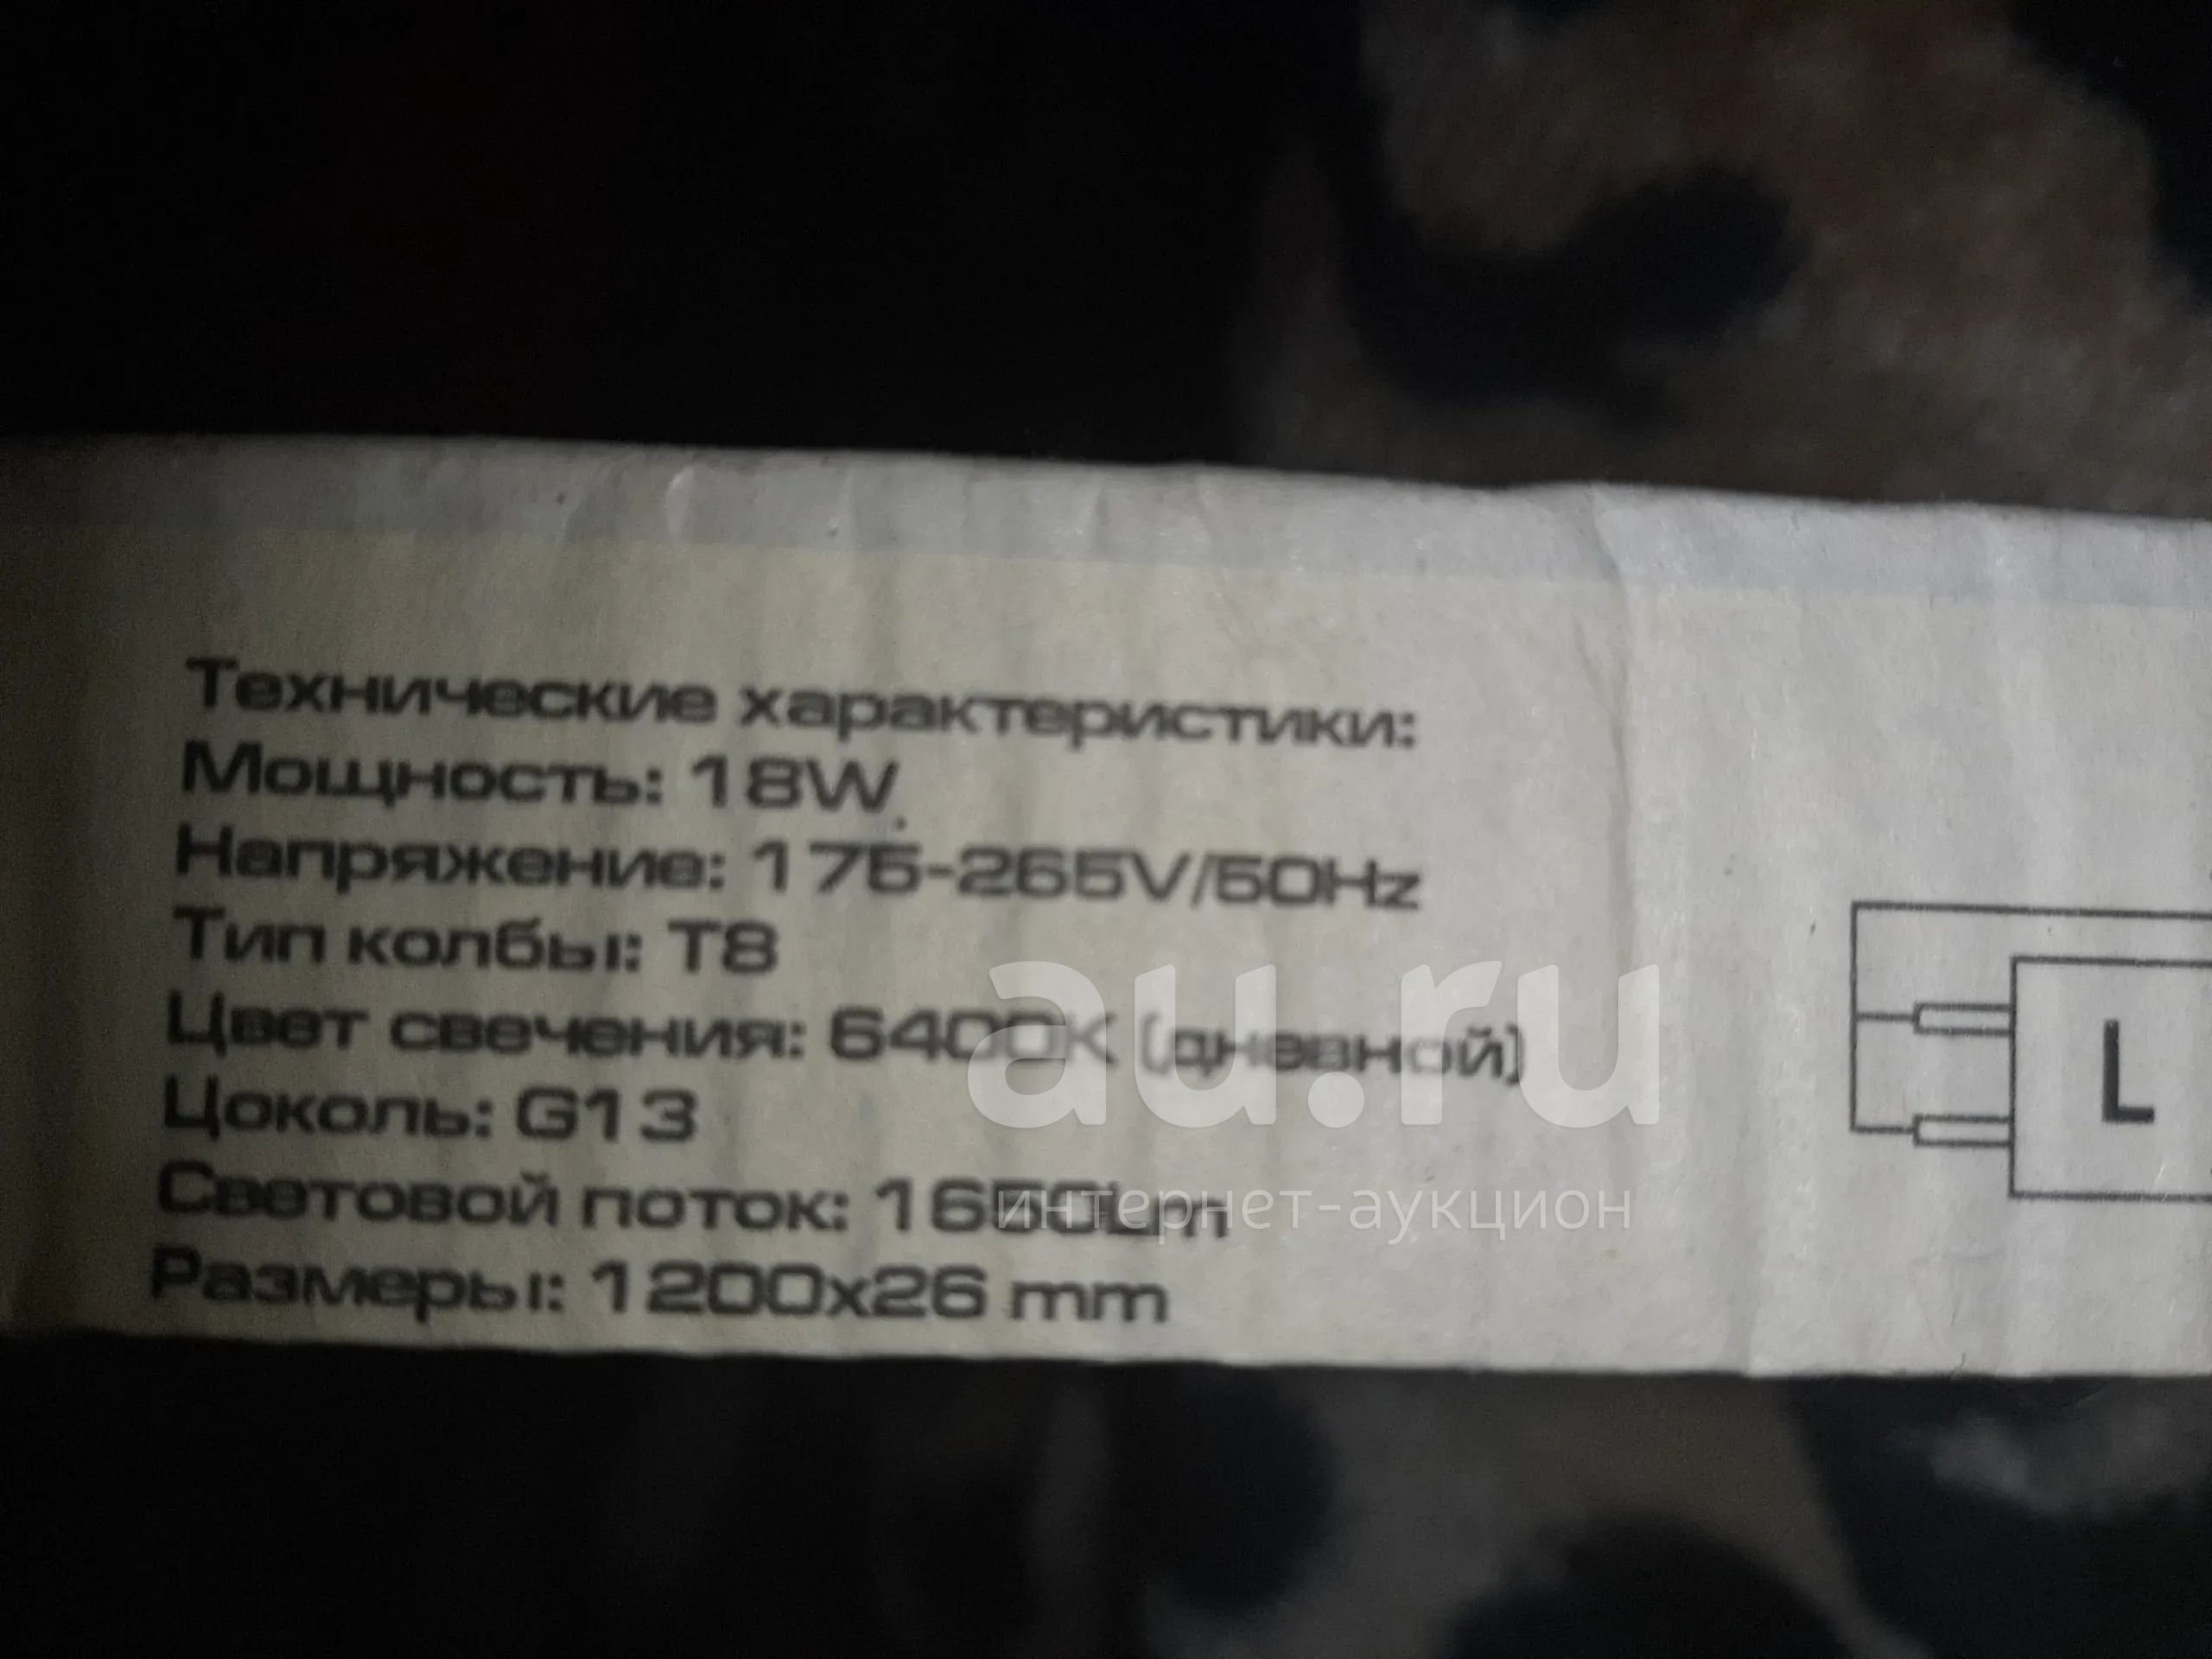 Технические характеристики:
Мощность: 18W
Напряжение: 175-265V/50Hz
Тип колбы: T8
Цвет свечения: 6400K (дневной)
Цоколь: G13
Световой поток: 1650Lm
Размеры: 1200x26 mm
L
au.ru
интернет-аукцион